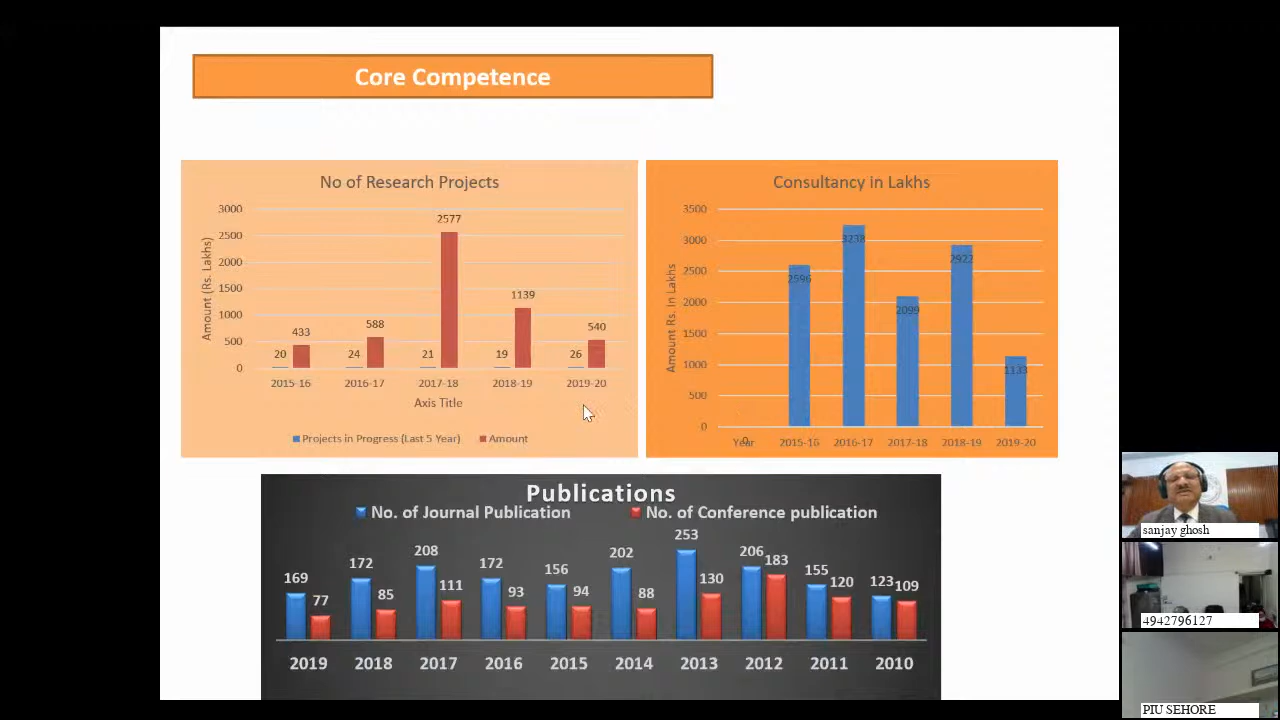 Core Competence
No of Research Projects
Amount (Rs. Lakhs)
3000
2500
2000
1500
1000
500
0
20 433
24 588
21 2577
19 1139
26 540
2015-16 2016-17 2017-18 2018-19 2019-20
Axis Title
Projects in Progress (Last 5 Year) Amount
Consultancy in Lakhs
Amount Rs. In Lakhs
3500
3000
2500
2000
1500
1000
500
0
0 2596 3238 2099 2923 1133
Year 2015-16 2016-17 2017-18 2018-19 2019-20
Publications
No. of Journal Publication No. of Conference publication
169 77 172 85 208 111 172 93 156 94 202 88 253 130 206 183 155 120 123 109
2019 2018 2017 2016 2015 2014 2013 2012 2011 2010
sanjay ghosh
4942796127
PIU SEHORE